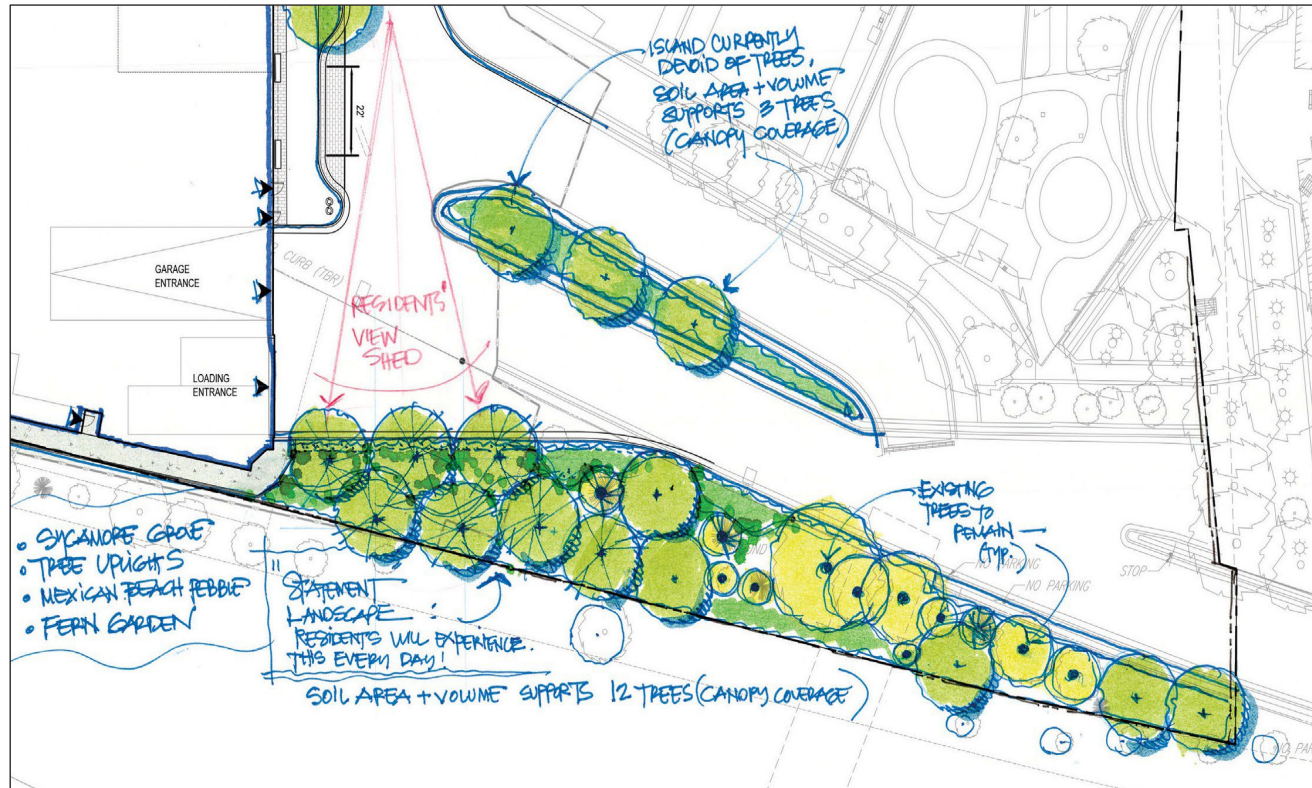 ISLAND CURRENTLY
DEVOID OF TREES,
SOIL AREA + VOLUME
SUPPORTS 3 TREES
(CANOPY COVERAGE)
22'
GARAGE
ENTRANCE
CURB (TBR)
RESIDENTS'
VIEW
SHED
LOADING
ENTRANCE
EXISTING
TREES TO
REMAIN
(TYP.)
NO PARKING
NO PARKING
STOP
• SYCAMORE GROVE
• TREE UPLIGHTS
• MEXICAN BEACH PEBBLE
• FERN GARDEN
"STATEMENT
LANDSCAPE:
RESIDENTS WILL EXPERIENCE
THIS EVERY DAY!
SOIL AREA + VOLUME SUPPORTS 12 TREES (CANOPY COVERAGE)
NO PAR